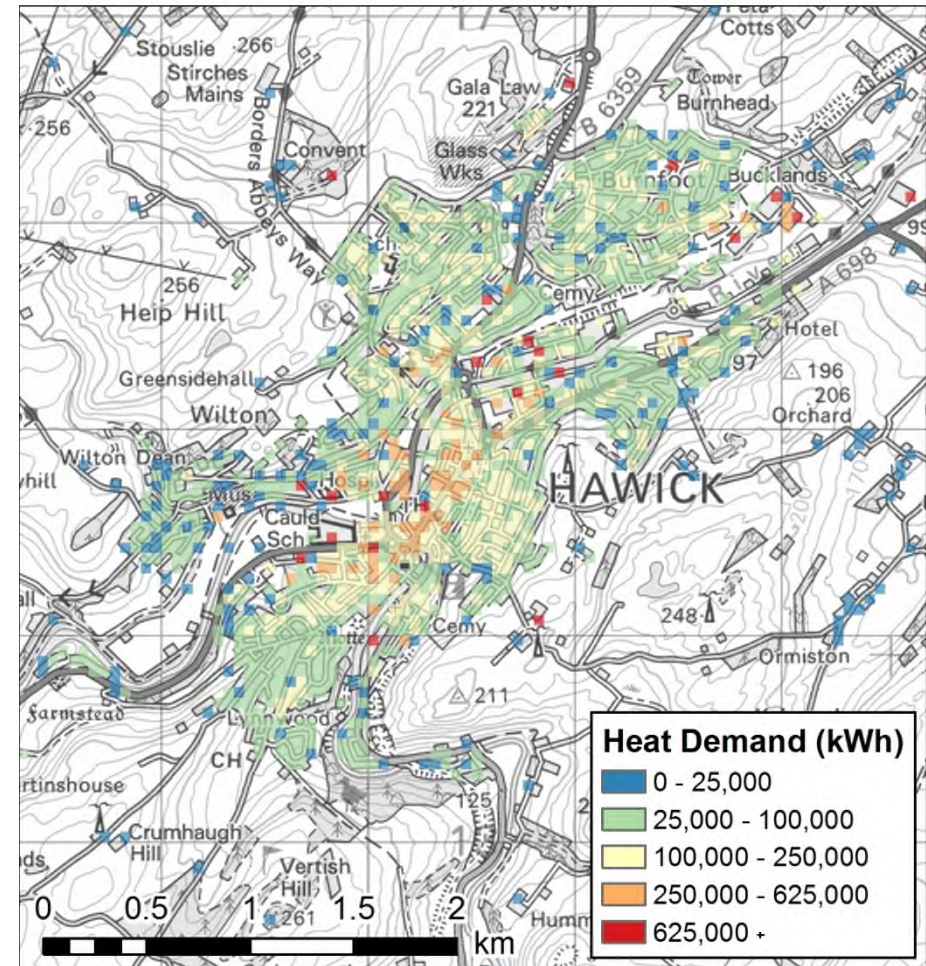 Cotts
Stouslie
266
Stirches
Mains
Tower
Burnhead
Gala Law
221
B 6359
256
Borders Abbeys Way
Convent
Glass
Wks
Burnfoot
Bucklands
99
256
Cemy
A 698
Heip Hill
Hotel
97
Greensidehall
196
206
Orchard
Wilton
Wilton Dean
HAWICK
Mus
Cauld
Sch
248
Cemy
Ormiston
211
Farmstead
Lynnwood
CH
125
Crumhaugh
Hill
Vertish
Hill
261
Heat Demand (kWh)
0 - 25,000
25,000 - 100,000
100,000 - 250,000
250,000 - 625,000
625,000 +
0 0.5 1 1.5 2
km